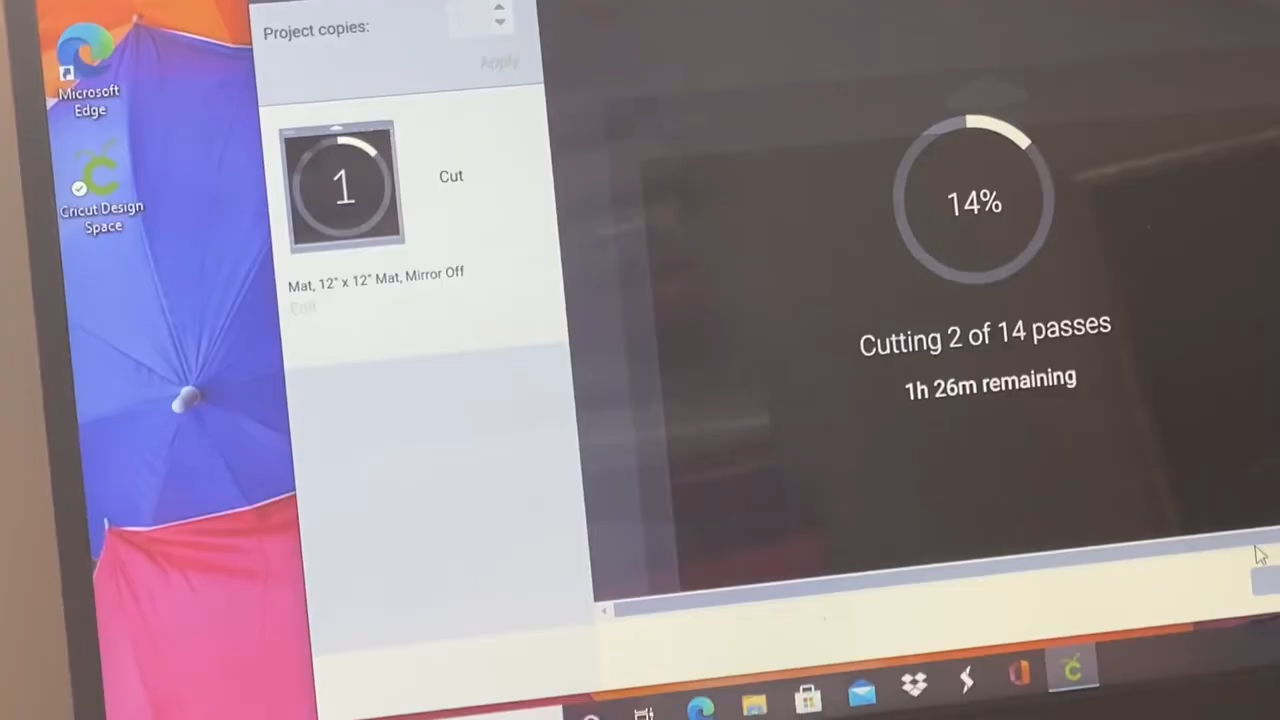 Project copies:
Apply
Microsoft
Edge
1
Cut
Cricut Design
Space
Mat, 12" x 12" Mat, Mirror Off
Edit
14%
Cutting 2 of 14 passes
1h 26m remaining